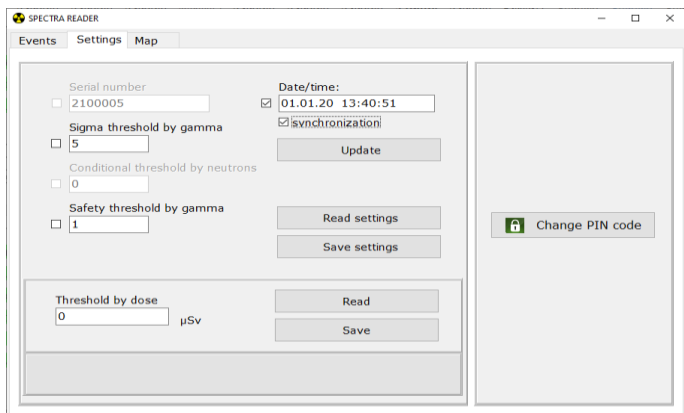 SPECTRA READER
Events Settings Map
Serial number
2100005
Sigma threshold by gamma
5
Conditional threshold by neutrons
0
Safety threshold by gamma
1
Date/time:
01.01.20 13:40:51
synchronization
Update
Read settings
Save settings
Threshold by dose
0
µSv
Read
Save
Change PIN code